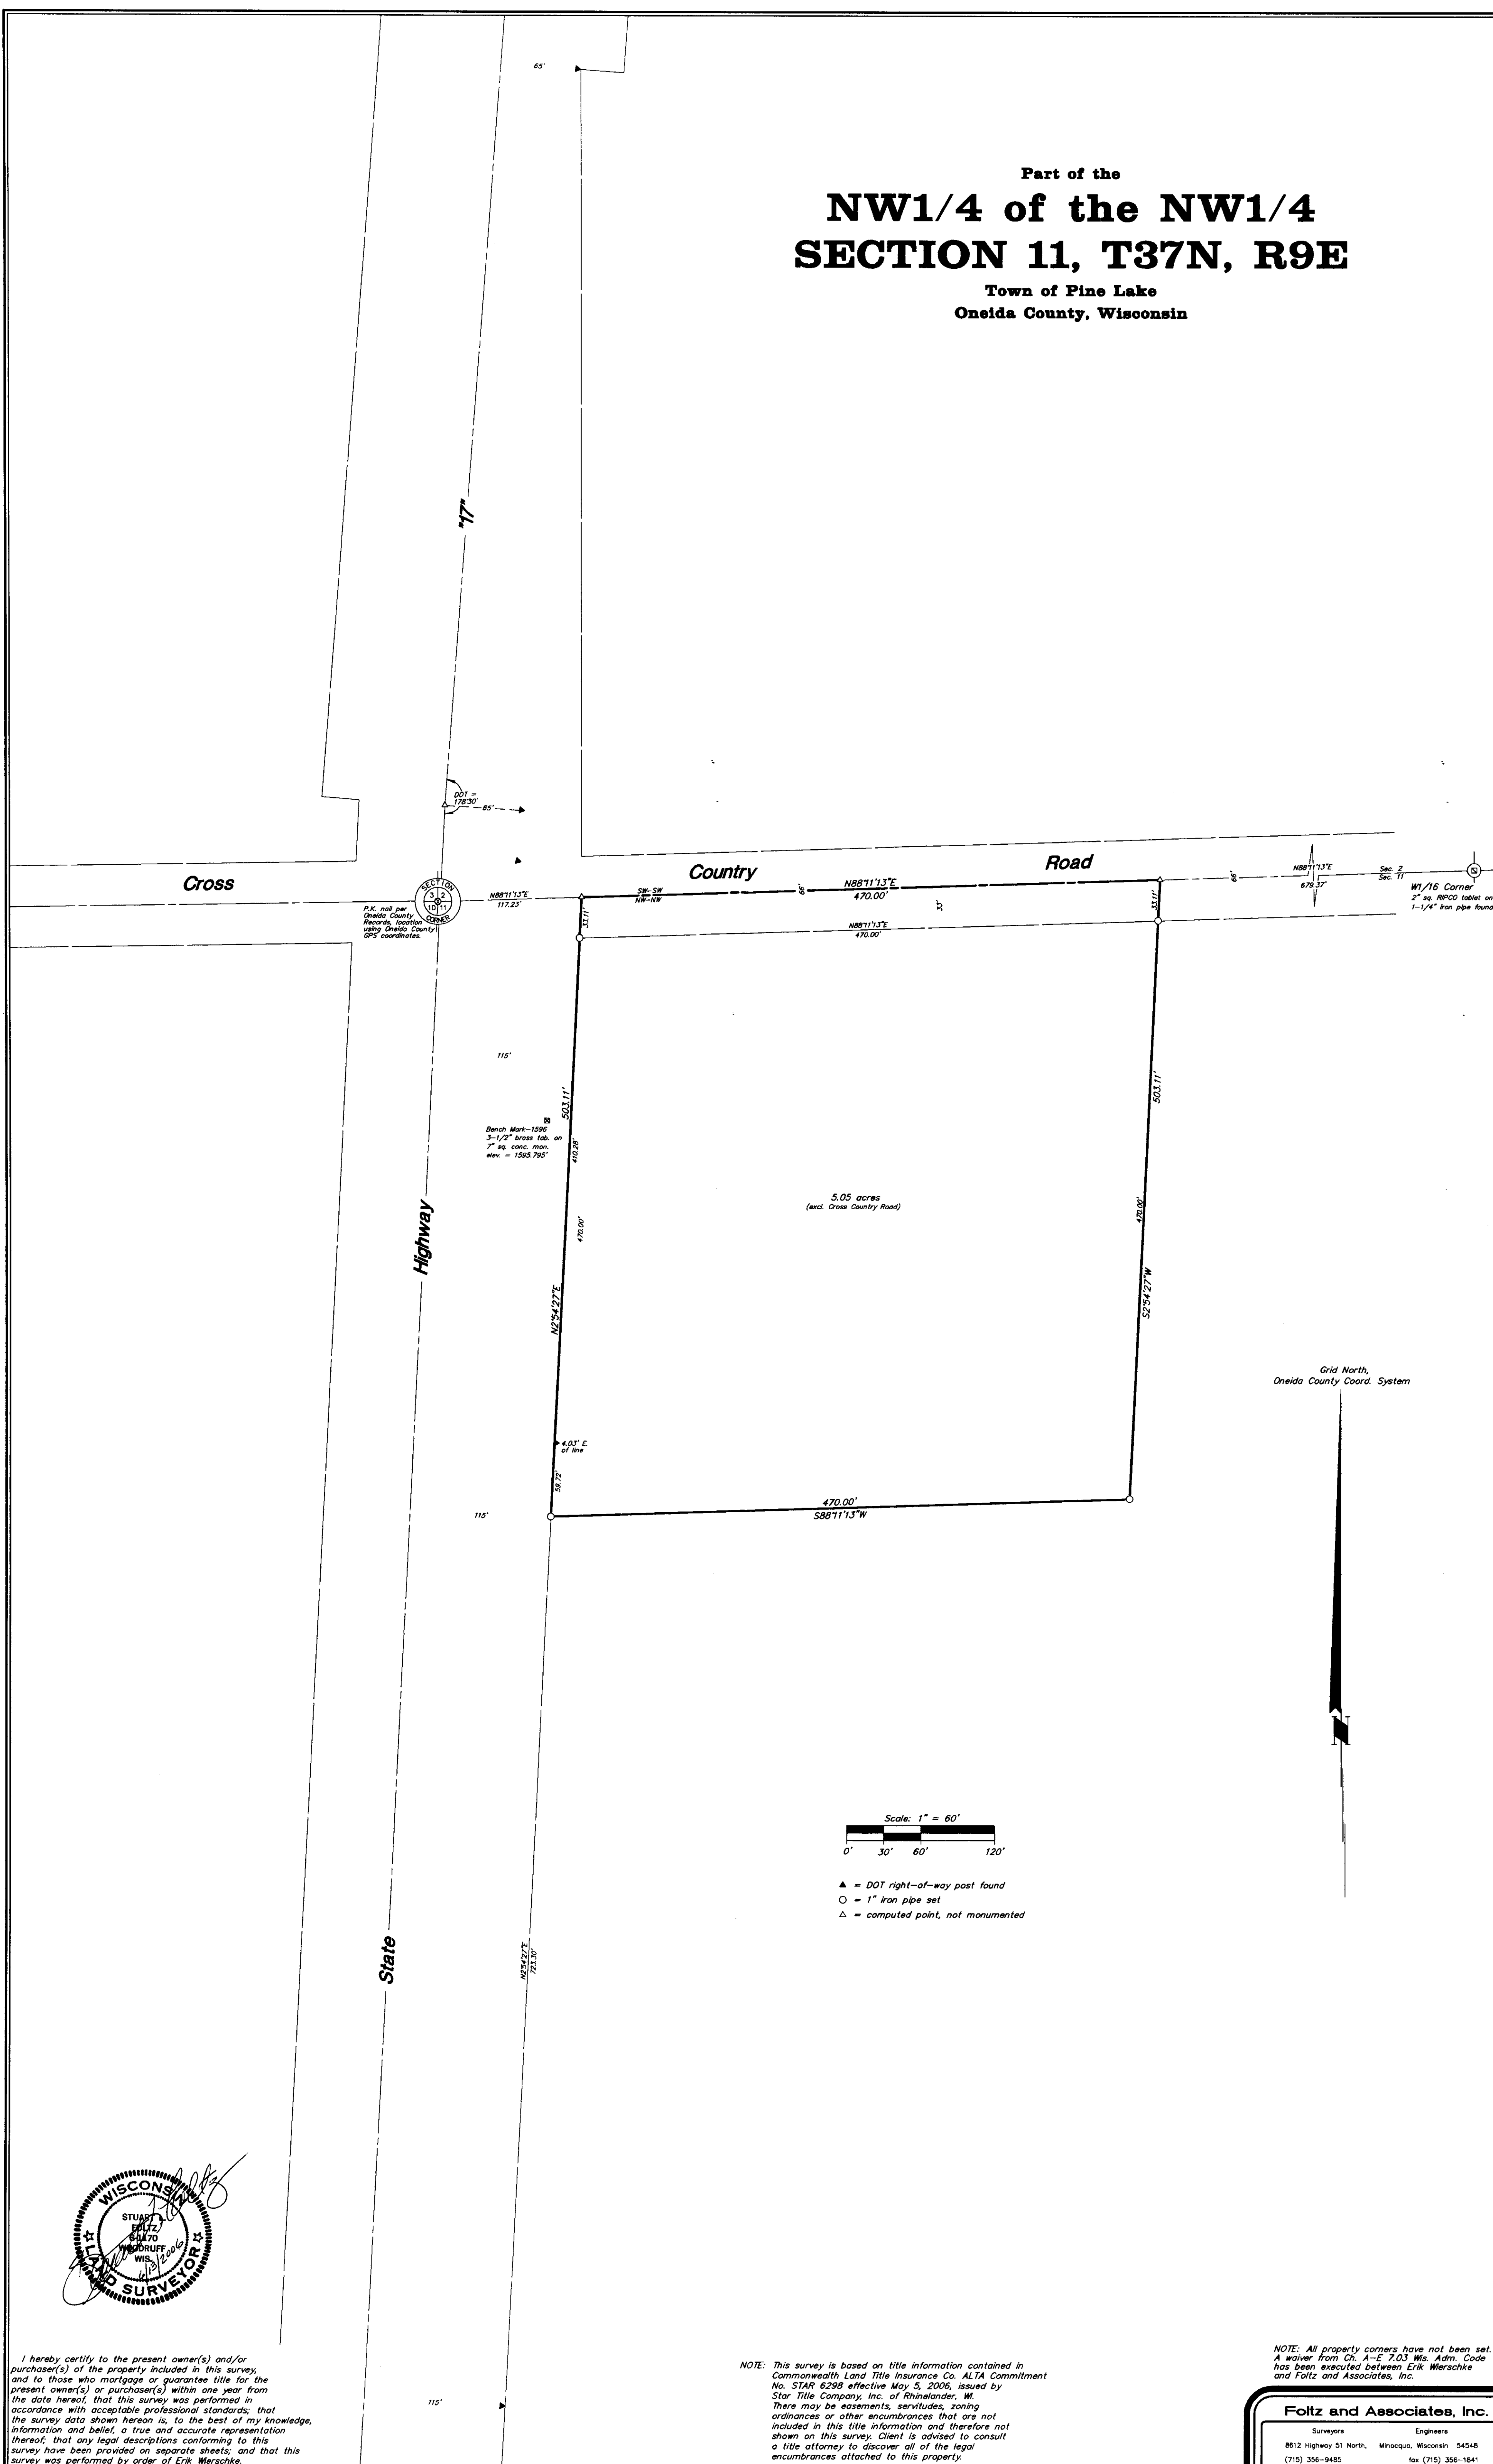 Part of the
NW1/4 of the NW1/4
SECTION 11, T37N, R9E
Town of Pine Lake
Oneida County, Wisconsin
65'
"17"
DOT =
178°30'
65'
Cross
Country
Road
SECTION
3 2
10 11
CORNER
P.K. nail per
Oneida County
Records, location
using Oneida County
GPS coordinates.
N88°11'13"E
117.23'
SW-SW
NW-NW
66'
N88°11'13"E
470.00'
33'
66'
N88°11'13"E
679.37'
Sec. 2
Sec. 11
W1/16 Corner
2" sq. RIPCO tablet on
1-1/4" iron pipe found
33.11'
33.11'
N88°11'13"E
470.00'
115'
503.11'
503.11'
Bench Mark-1596
3-1/2" brass tab. on
7" sq. conc. mon.
elev. = 1595.795'
410.28'
5.05 acres
(excl. Cross Country Road)
470.00'
470.00'
Highway
N2°54'27"E
S2°54'27"W
Grid North,
Oneida County Coord. System
4.03' E.
of line
59.72'
115'
470.00'
S88°11'13"W
N
Scale: 1" = 60'
0' 30' 60' 120'
▲ = DOT right-of-way post found
○ = 1" iron pipe set
△ = computed point, not monumented
State
N2°54'27"E
723.30'
WISCONSIN
STUART L.
FOLTZ
S-1170
WOODRUFF
WIS.
LAND SURVEYOR
6/13/2006
I hereby certify to the present owner(s) and/or
purchaser(s) of the property included in this survey,
and to those who mortgage or guarantee title for the
present owner(s) or purchaser(s) within one year from
the date hereof, that this survey was performed in
accordance with acceptable professional standards; that
the survey data shown hereon is, to the best of my knowledge,
information and belief, a true and accurate representation
thereof; that any legal descriptions conforming to this
survey have been provided on separate sheets; and that this
survey was performed by order of Erik Wierschke.
115'
NOTE: This survey is based on title information contained in
Commonwealth Land Title Insurance Co. ALTA Commitment
No. STAR 6298 effective May 5, 2006, issued by
Star Title Company, Inc. of Rhinelander, WI.
There may be easements, servitudes, zoning
ordinances or other encumbrances that are not
included in this title information and therefore not
shown on this survey. Client is advised to consult
a title attorney to discover all of the legal
encumbrances attached to this property.
NOTE: All property corners have not been set.
A waiver from Ch. A-E 7.03 Wis. Adm. Code
has been executed between Erik Wierschke
and Foltz and Associates, Inc.
Foltz and Associates, Inc.
Surveyors Engineers
8612 Highway 51 North, Minocqua, Wisconsin 54548
(715) 356-9485 fax (715) 356-1841